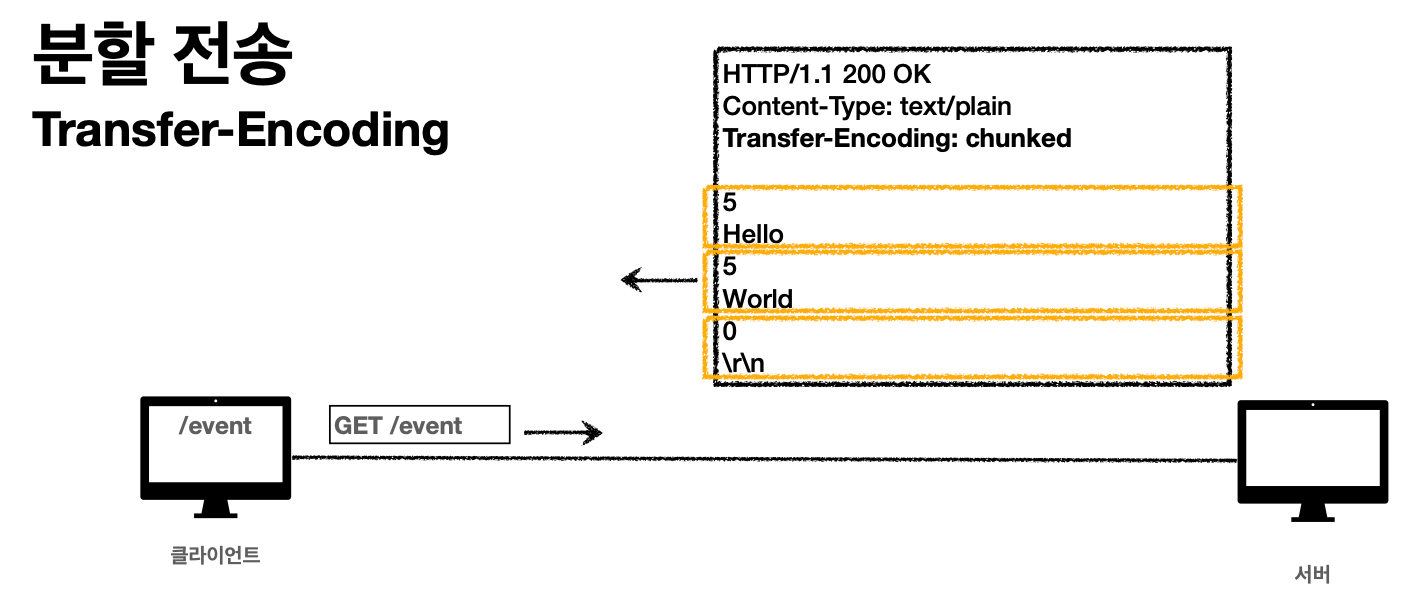 분할 전송
Transfer-Encoding
HTTP/1.1 200 OK
Content-Type: text/plain
Transfer-Encoding: chunked
5
Hello
5
World
0
\r\n
/event
GET /event
클라이언트
서버